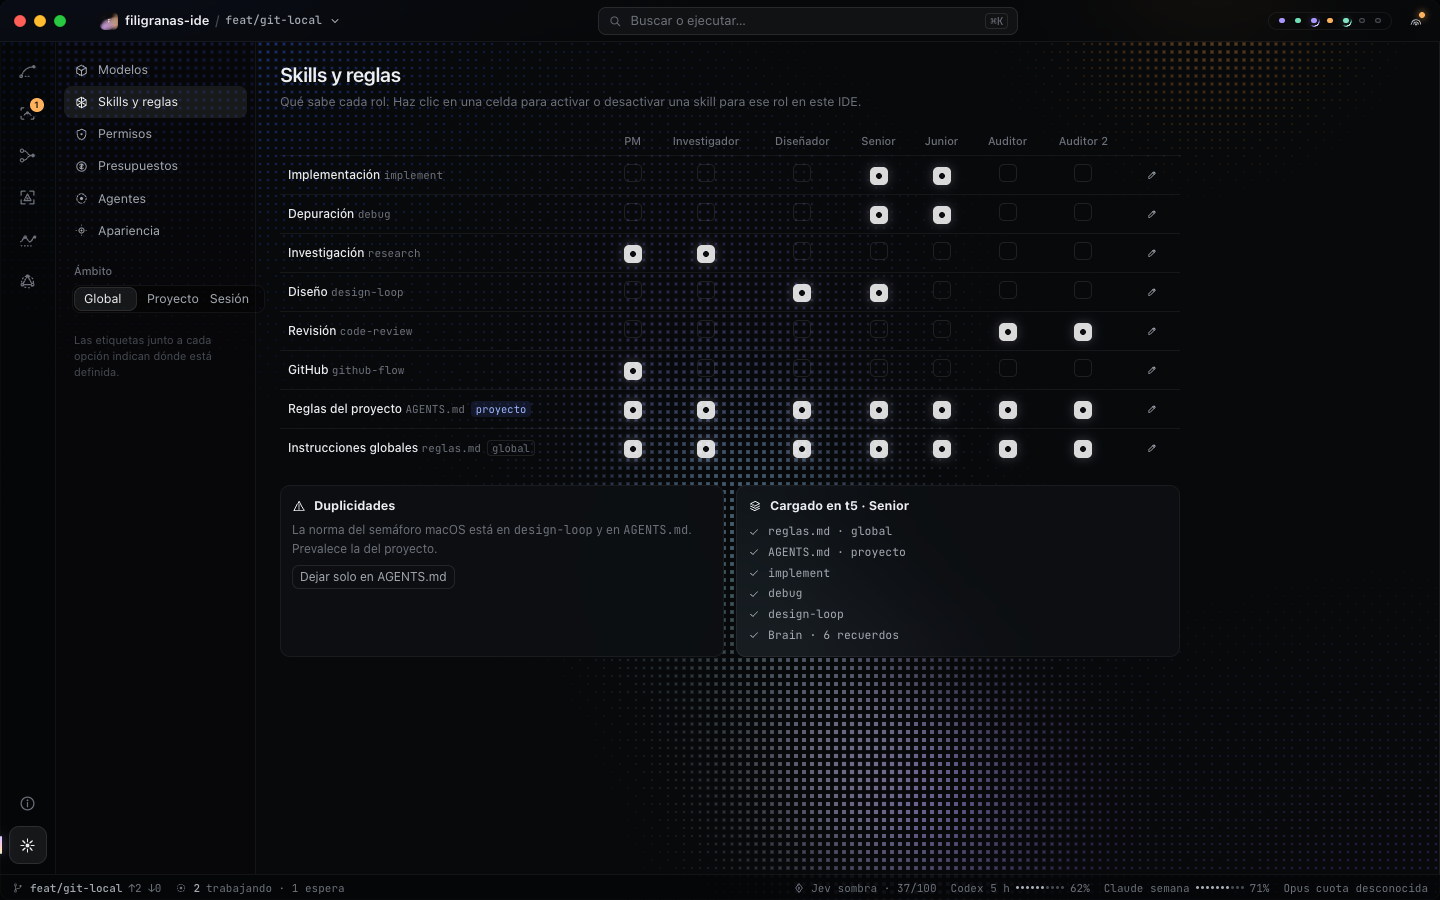 filigranas-ide / feat/git-local
Buscar o ejecutar...
⌘K
1
Modelos
Skills y reglas
Permisos
Presupuestos
Agentes
Apariencia
Ámbito
Global Proyecto Sesión
Las etiquetas junto a cada
opción indican dónde está
definida.
Skills y reglas
Qué sabe cada rol. Haz clic en una celda para activar o desactivar una skill para ese rol en este IDE.
PM Investigador Diseñador Senior Junior Auditor Auditor 2
Implementación implement
Depuración debug
Investigación research
Diseño design-loop
Revisión code-review
GitHub github-flow
Reglas del proyecto AGENTS.md proyecto
Instrucciones globales reglas.md global
Duplicidades
La norma del semáforo macOS está en design-loop y en AGENTS.md.
Prevalece la del proyecto.
Dejar solo en AGENTS.md
Cargado en t5 · Senior
reglas.md · global
AGENTS.md · proyecto
implement
debug
design-loop
Brain · 6 recuerdos
feat/git-local ↑2 ↓0 2 trabajando · 1 espera
Jev sombra · 37/100 Codex 5 h 62% Claude semana 71% Opus cuota desconocida